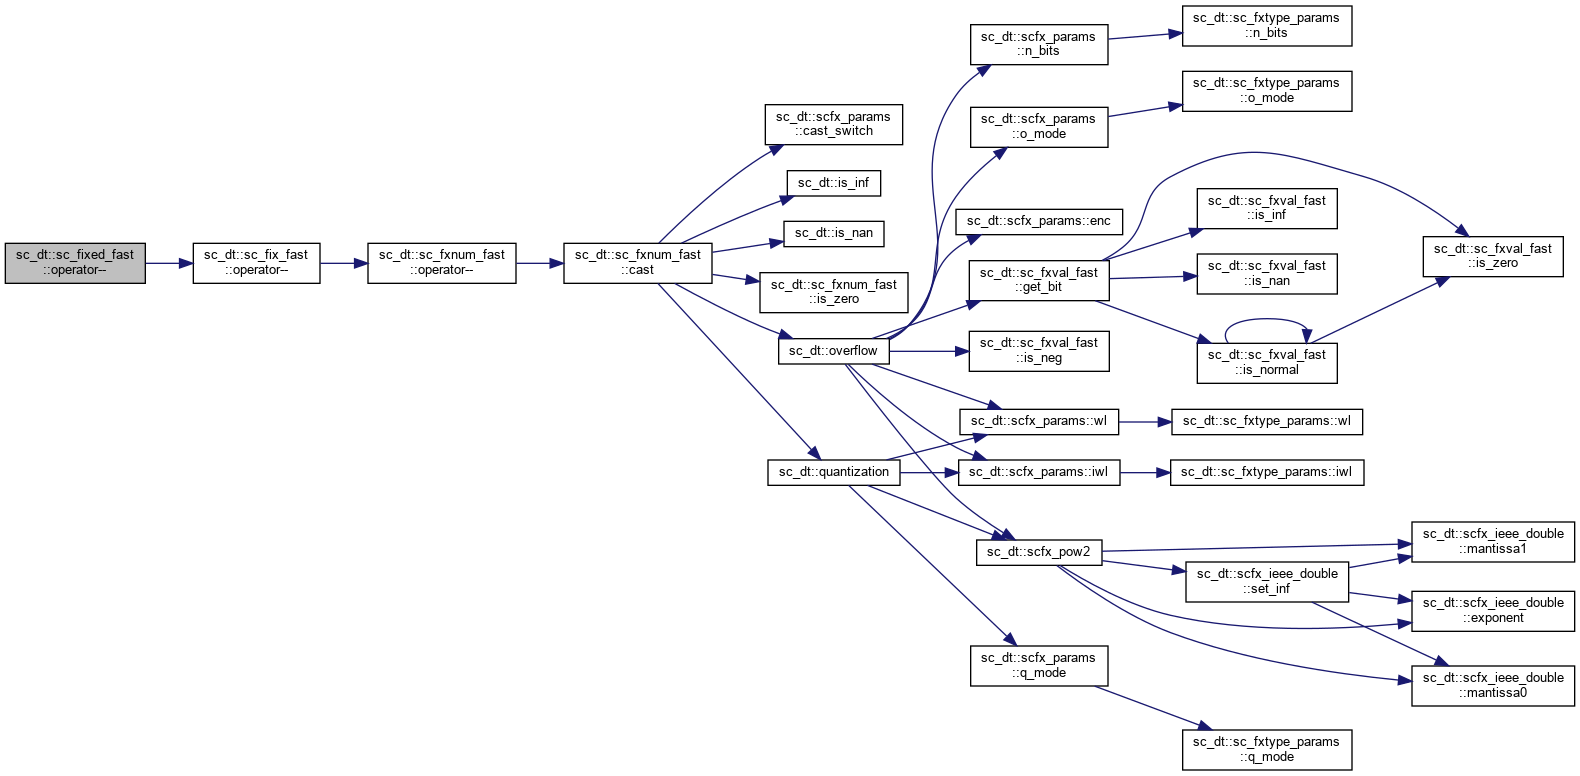 sc_dt::sc_fixed_fast
::operator--
sc_dt::sc_fix_fast
::operator--
sc_dt::sc_fxnum_fast
::operator--
sc_dt::sc_fxnum_fast
::cast
sc_dt::scfx_params
::cast_switch
sc_dt::is_inf
sc_dt::is_nan
sc_dt::sc_fxnum_fast
::is_zero
sc_dt::overflow
sc_dt::quantization
sc_dt::scfx_params
::n_bits
sc_dt::scfx_params
::o_mode
sc_dt::scfx_params::enc
sc_dt::sc_fxval_fast
::get_bit
sc_dt::sc_fxval_fast
::is_neg
sc_dt::scfx_params::wl
sc_dt::scfx_params::iwl
sc_dt::scfx_pow2
sc_dt::scfx_params
::q_mode
sc_dt::sc_fxtype_params
::n_bits
sc_dt::sc_fxtype_params
::o_mode
sc_dt::sc_fxval_fast
::is_inf
sc_dt::sc_fxval_fast
::is_nan
sc_dt::sc_fxval_fast
::is_normal
sc_dt::sc_fxtype_params::wl
sc_dt::sc_fxtype_params::iwl
sc_dt::scfx_ieee_double
::set_inf
sc_dt::sc_fxtype_params
::q_mode
sc_dt::sc_fxval_fast
::is_zero
sc_dt::scfx_ieee_double
::mantissa1
sc_dt::scfx_ieee_double
::exponent
sc_dt::scfx_ieee_double
::mantissa0